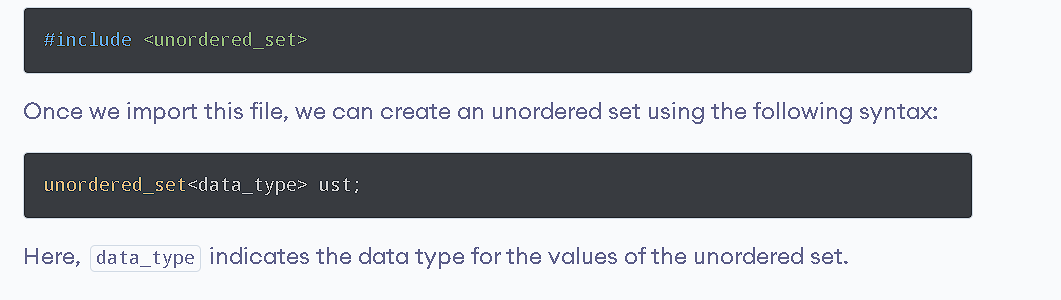 #include <unordered_set>
Once we import this file, we can create an unordered set using the following syntax:
unordered_set<data_type> ust;
Here, data_type indicates the data type for the values of the unordered set.